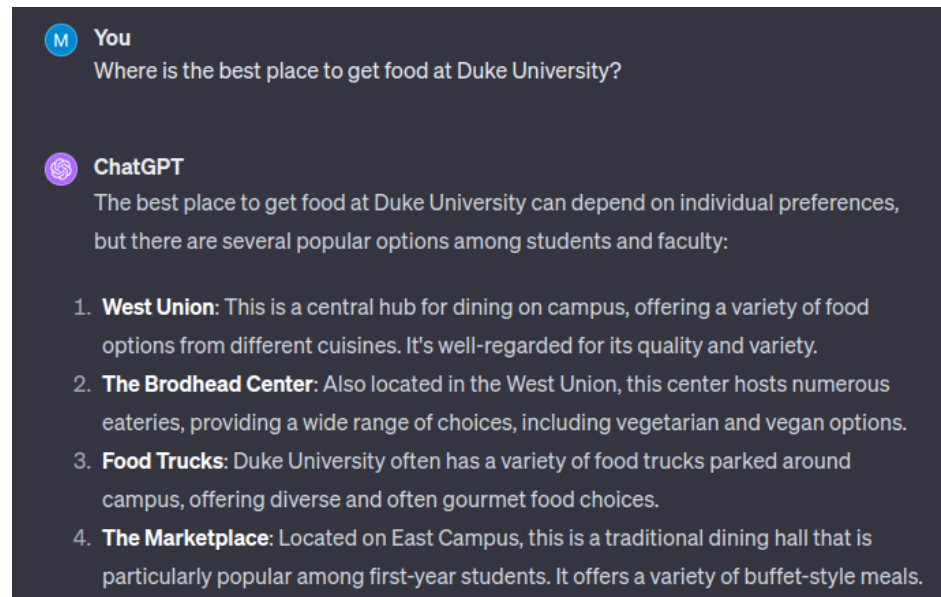 M You
Where is the best place to get food at Duke University?
ChatGPT
The best place to get food at Duke University can depend on individual preferences,
but there are several popular options among students and faculty:
1. West Union: This is a central hub for dining on campus, offering a variety of food
options from different cuisines. It's well-regarded for its quality and variety.
2. The Brodhead Center: Also located in the West Union, this center hosts numerous
eateries, providing a wide range of choices, including vegetarian and vegan options.
3. Food Trucks: Duke University often has a variety of food trucks parked around
campus, offering diverse and often gourmet food choices.
4. The Marketplace: Located on East Campus, this is a traditional dining hall that is
particularly popular among first-year students. It offers a variety of buffet-style meals.